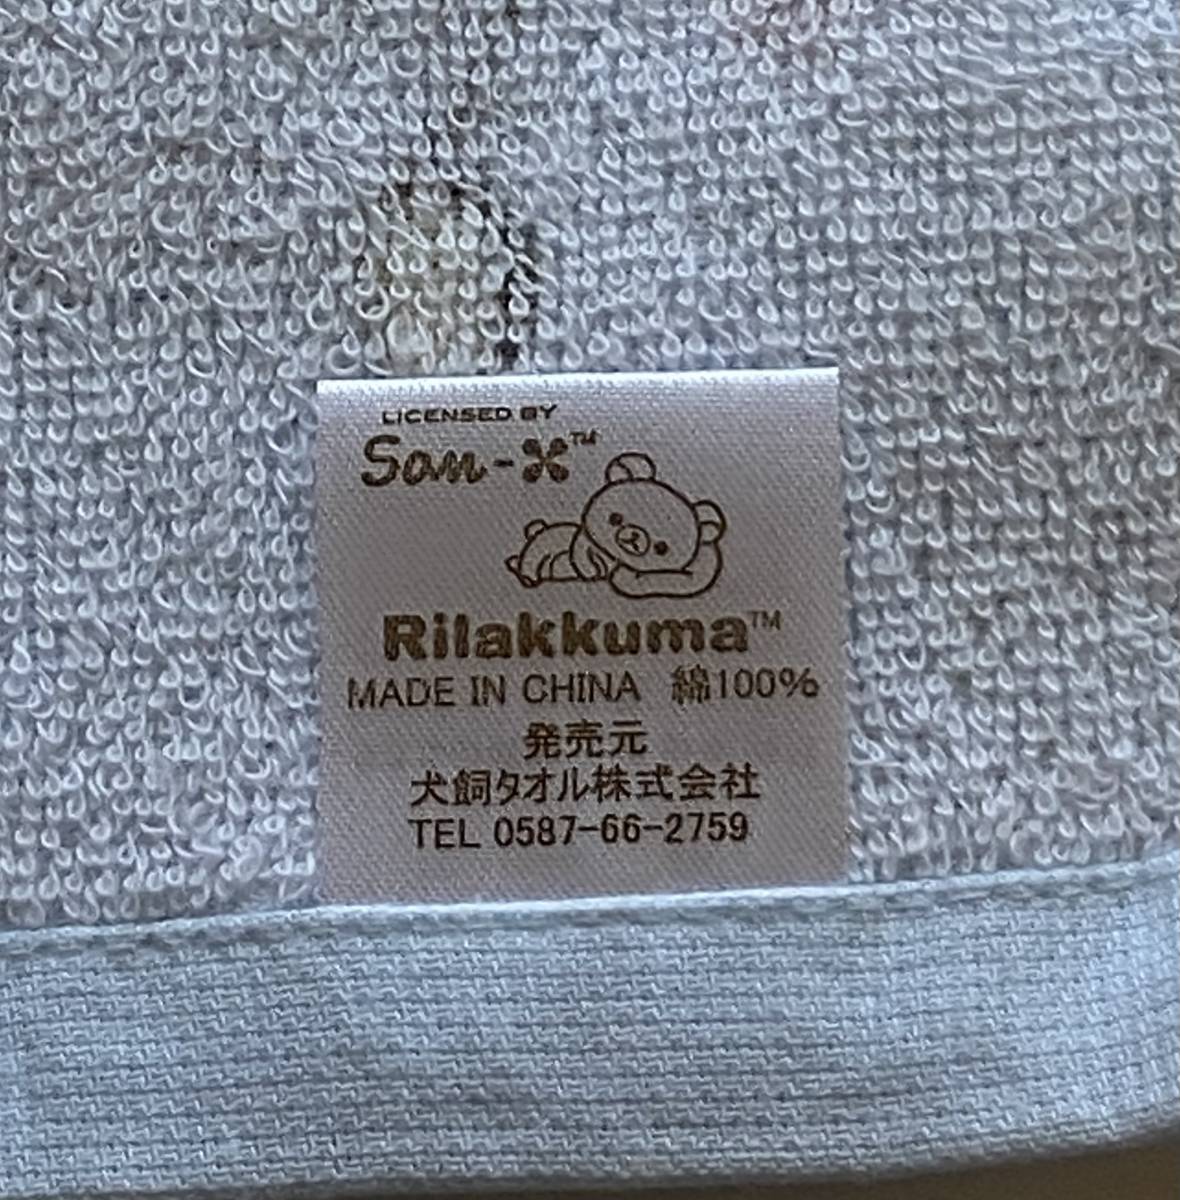 LICENSED BY
San-X™
Rilakkuma™
MADE IN CHINA 綿100%
発売元
犬飼タオル株式会社
TEL 0587-66-2759